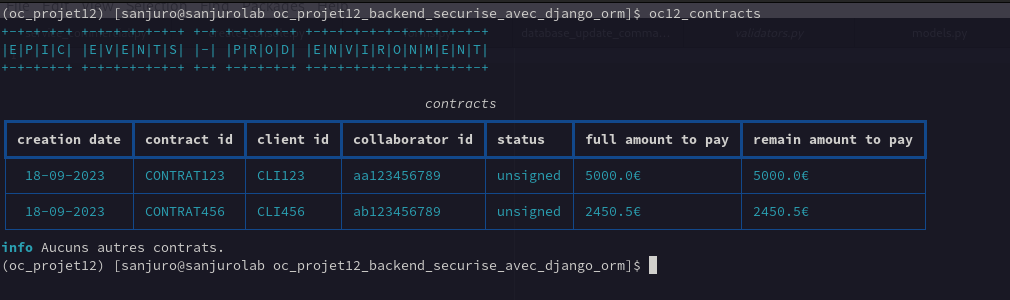 (oc_projet12) [sanjuro@sanjurolab oc_projet12_backend_securise_avec_django_orm]$ oc12_contracts
+-+-+-+-+ +-+-+-+-+-+-+ +-+ +-+-+-+-+ +-+-+-+-+-+-+-+-+-+-+-+
|E|P|I|C| |E|V|E|N|T|S| |-| |P|R|O|D| |E|N|V|I|R|O|N|M|E|N|T|
+-+-+-+-+ +-+-+-+-+-+-+ +-+ +-+-+-+-+ +-+-+-+-+-+-+-+-+-+-+-+
database_update_comma... validators.py models.py
contracts
creation date contract id client id collaborator id status full amount to pay remain amount to pay
18-09-2023 CONTRAT123 CLI123 aa123456789 unsigned 5000.0€ 5000.0€
18-09-2023 CONTRAT456 CLI456 ab123456789 unsigned 2450.5€ 2450.5€
info Aucuns autres contrats.
(oc_projet12) [sanjuro@sanjurolab oc_projet12_backend_securise_avec_django_orm]$